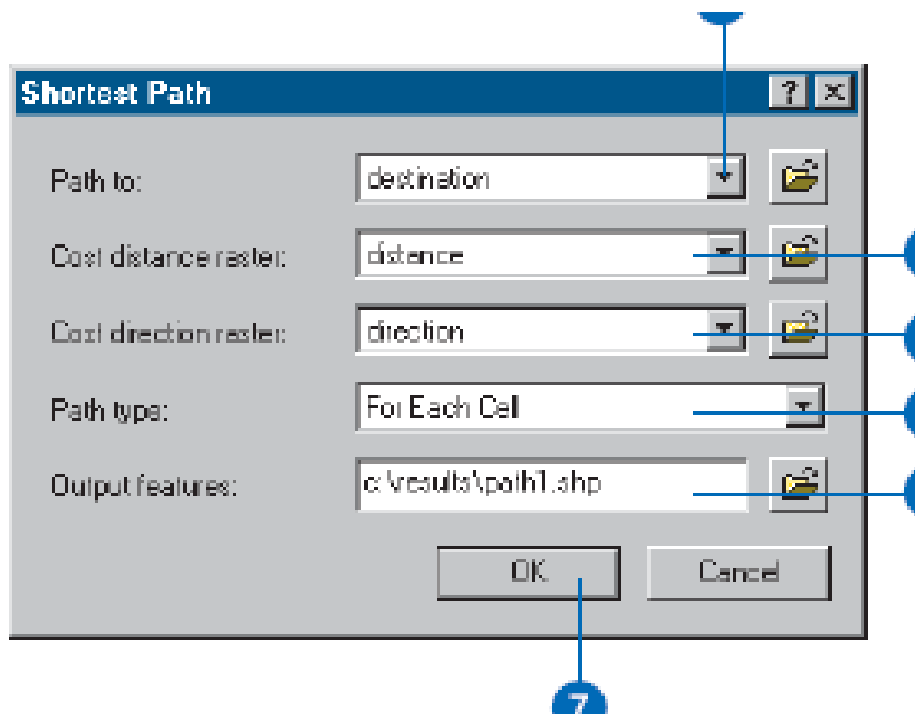 Shortest Path
Path to: destination
Cost distance raster: distance
Cost direction raster: direction
Path type: For Each Cell
Output features: c:\results\path1.shp
OK Cancel
7